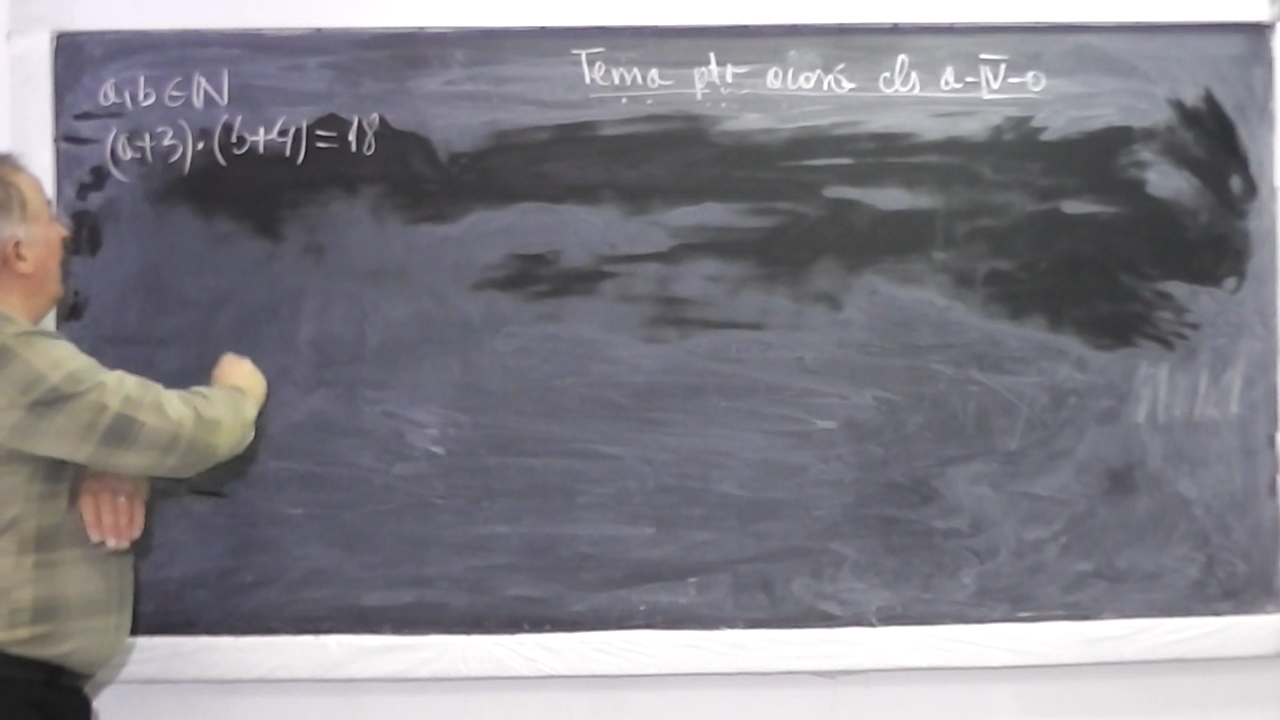 Tema ptr acasă cls a-IV-a
a,b∈ℕ
(a+3)·(b+4)=18